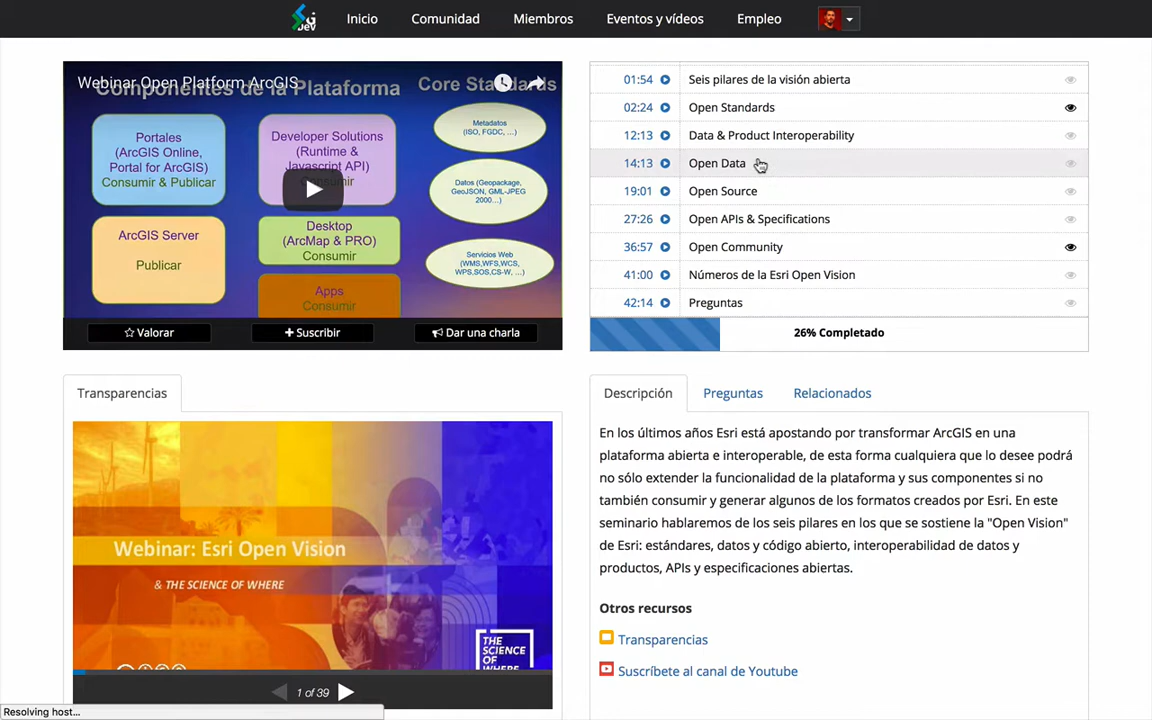 JEV
Inicio
Comunidad
Miembros
Eventos y vídeos
Empleo
Webinar Open Platform ArcGIS
Componentes de la Plataforma
Core Standards
Portales
(ArcGIS Online,
Portal for ArcGIS)
Consumir & Publicar
Developer Solutions
(Runtime &
Javascript API)
Metadatos
(ISO, FGDC, ...)
Datos (Geopackage,
GeoJSON, GML-JPEG
2000...)
ArcGIS Server
Publicar
Desktop
(ArcMap & PRO)
Consumir
Servicios Web
(WMS,WFS,WCS,
WPS,SOS,CS-W, ...)
Apps
Consumir
Valorar
Suscribir
Dar una charla
01:54 Seis pilares de la visión abierta
02:24 Open Standards
12:13 Data & Product Interoperability
14:13 Open Data
19:01 Open Source
27:26 Open APIs & Specifications
36:57 Open Community
41:00 Números de la Esri Open Vision
42:14 Preguntas
26% Completado
Transparencias
Webinar: Esri Open Vision
& THE SCIENCE OF WHERE
THE
SCIENCE
OF
WHERE
1 of 39
Descripción
Preguntas
Relacionados
En los últimos años Esri está apostando por transformar ArcGIS en una
plataforma abierta e interoperable, de esta forma cualquiera que lo desee podrá
no sólo extender la funcionalidad de la plataforma y sus componentes si no
también consumir y generar algunos de los formatos creados por Esri. En este
seminario hablaremos de los seis pilares en los que se sostiene la "Open Vision"
de Esri: estándares, datos y código abierto, interoperabilidad de datos y
productos, APIs y especificaciones abiertas.
Otros recursos
Transparencias
Suscríbete al canal de Youtube
Resolving host...